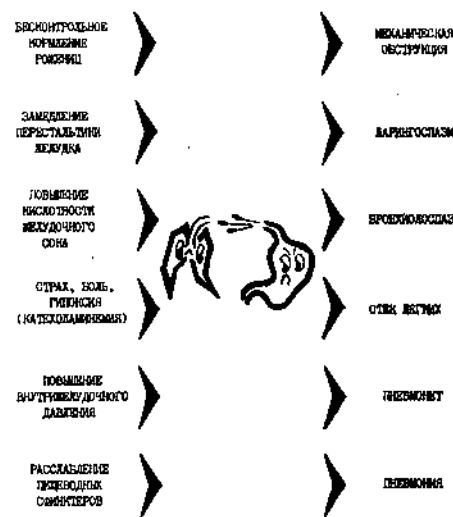 БЕСКОНТРОЛЬНОЕ
КОРМЛЕНИЕ
РОЖЕНИЦ
МЕХАНИЧЕСКАЯ
ОБСТРУКЦИЯ
ЗАМЕДЛЕНИЕ
ПЕРЕСТАЛЬТИКИ
ЖЕЛУДКА
ЛАРИНГОСПАЗМ
ПОВЫШЕНИЕ
КИСЛОТНОСТИ
ЖЕЛУДОЧНОГО
СОКА
БРОНХИОЛОСПАЗМ
СТРАХ, БОЛЬ,
ГИПОКСИЯ
(КАТЕХОЛАМИНЕМИЯ)
ОТЕК ЛЕГКИХ
ПОВЫШЕНИЕ
ВНУТРИЖЕЛУДОЧНОГО
ДАВЛЕНИЯ
ПНЕВМОНИТ
РАССЛАБЛЕНИЕ
ПИЩЕВОДНЫХ
СФИНКТЕРОВ
ПНЕВМОНИЯ